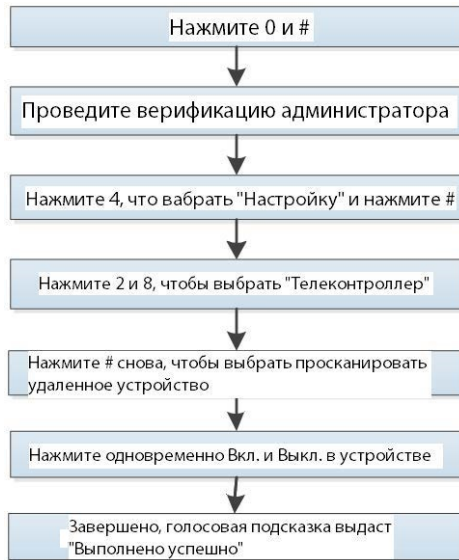 Нажмите 0 и #
Проведите верификацию администратора
Нажмите 4, что вабрать "Настройку" и нажмите #
Нажмите 2 и 8, чтобы выбрать "Телеконтроллер"
Нажмите # снова, чтобы выбрать просканировать
удаленное устройство
Нажмите одновременно Вкл. и Выкл. в устройстве
Завершено, голосовая подсказка выдаст
"Выполнено успешно"